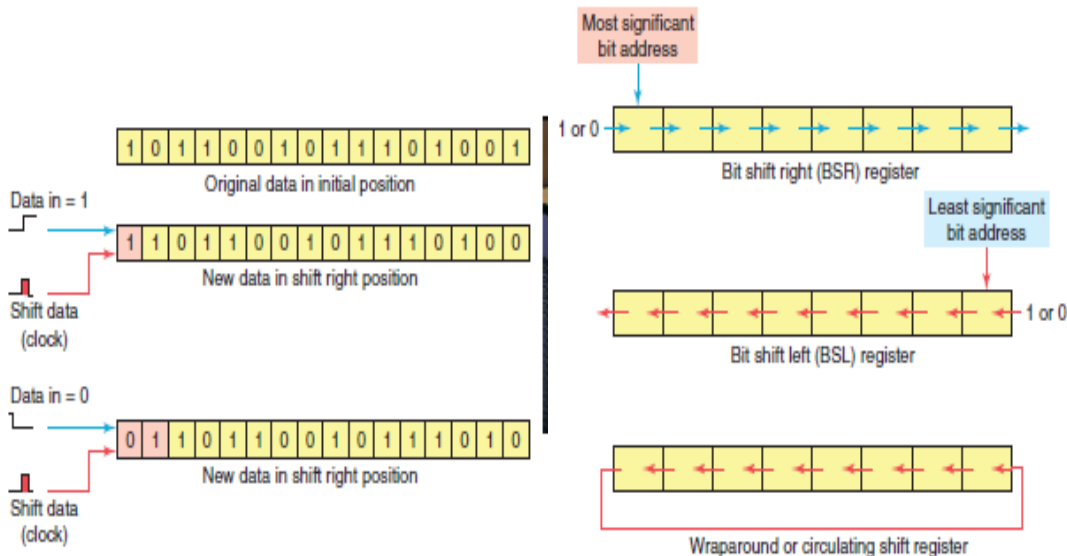 1 0 1 1 0 0 1 0 1 1 1 0 1 0 0 1
Original data in initial position
Data in = 1
1 1 0 1 1 0 0 1 0 1 1 1 0 1 0 0
New data in shift right position
Shift data
(clock)
Data in = 0
0 1 1 0 1 1 0 0 1 0 1 1 1 0 1 0
New data in shift right position
Shift data
(clock)
Most significant
bit address
1 or 0
Bit shift right (BSR) register
Least significant
bit address
1 or 0
Bit shift left (BSL) register
Wraparound or circulating shift register